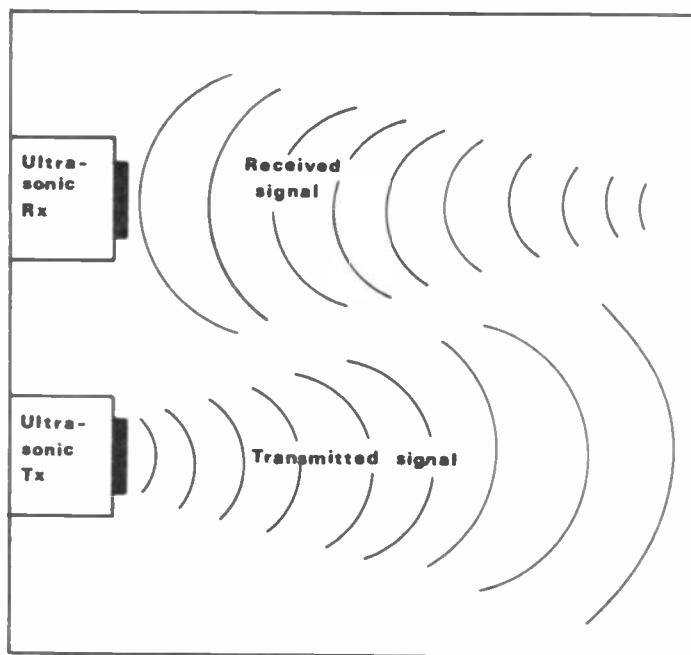 Ultra-
sonic
Rx
Received
signal
Ultra-
sonic
Tx
Transmitted signal